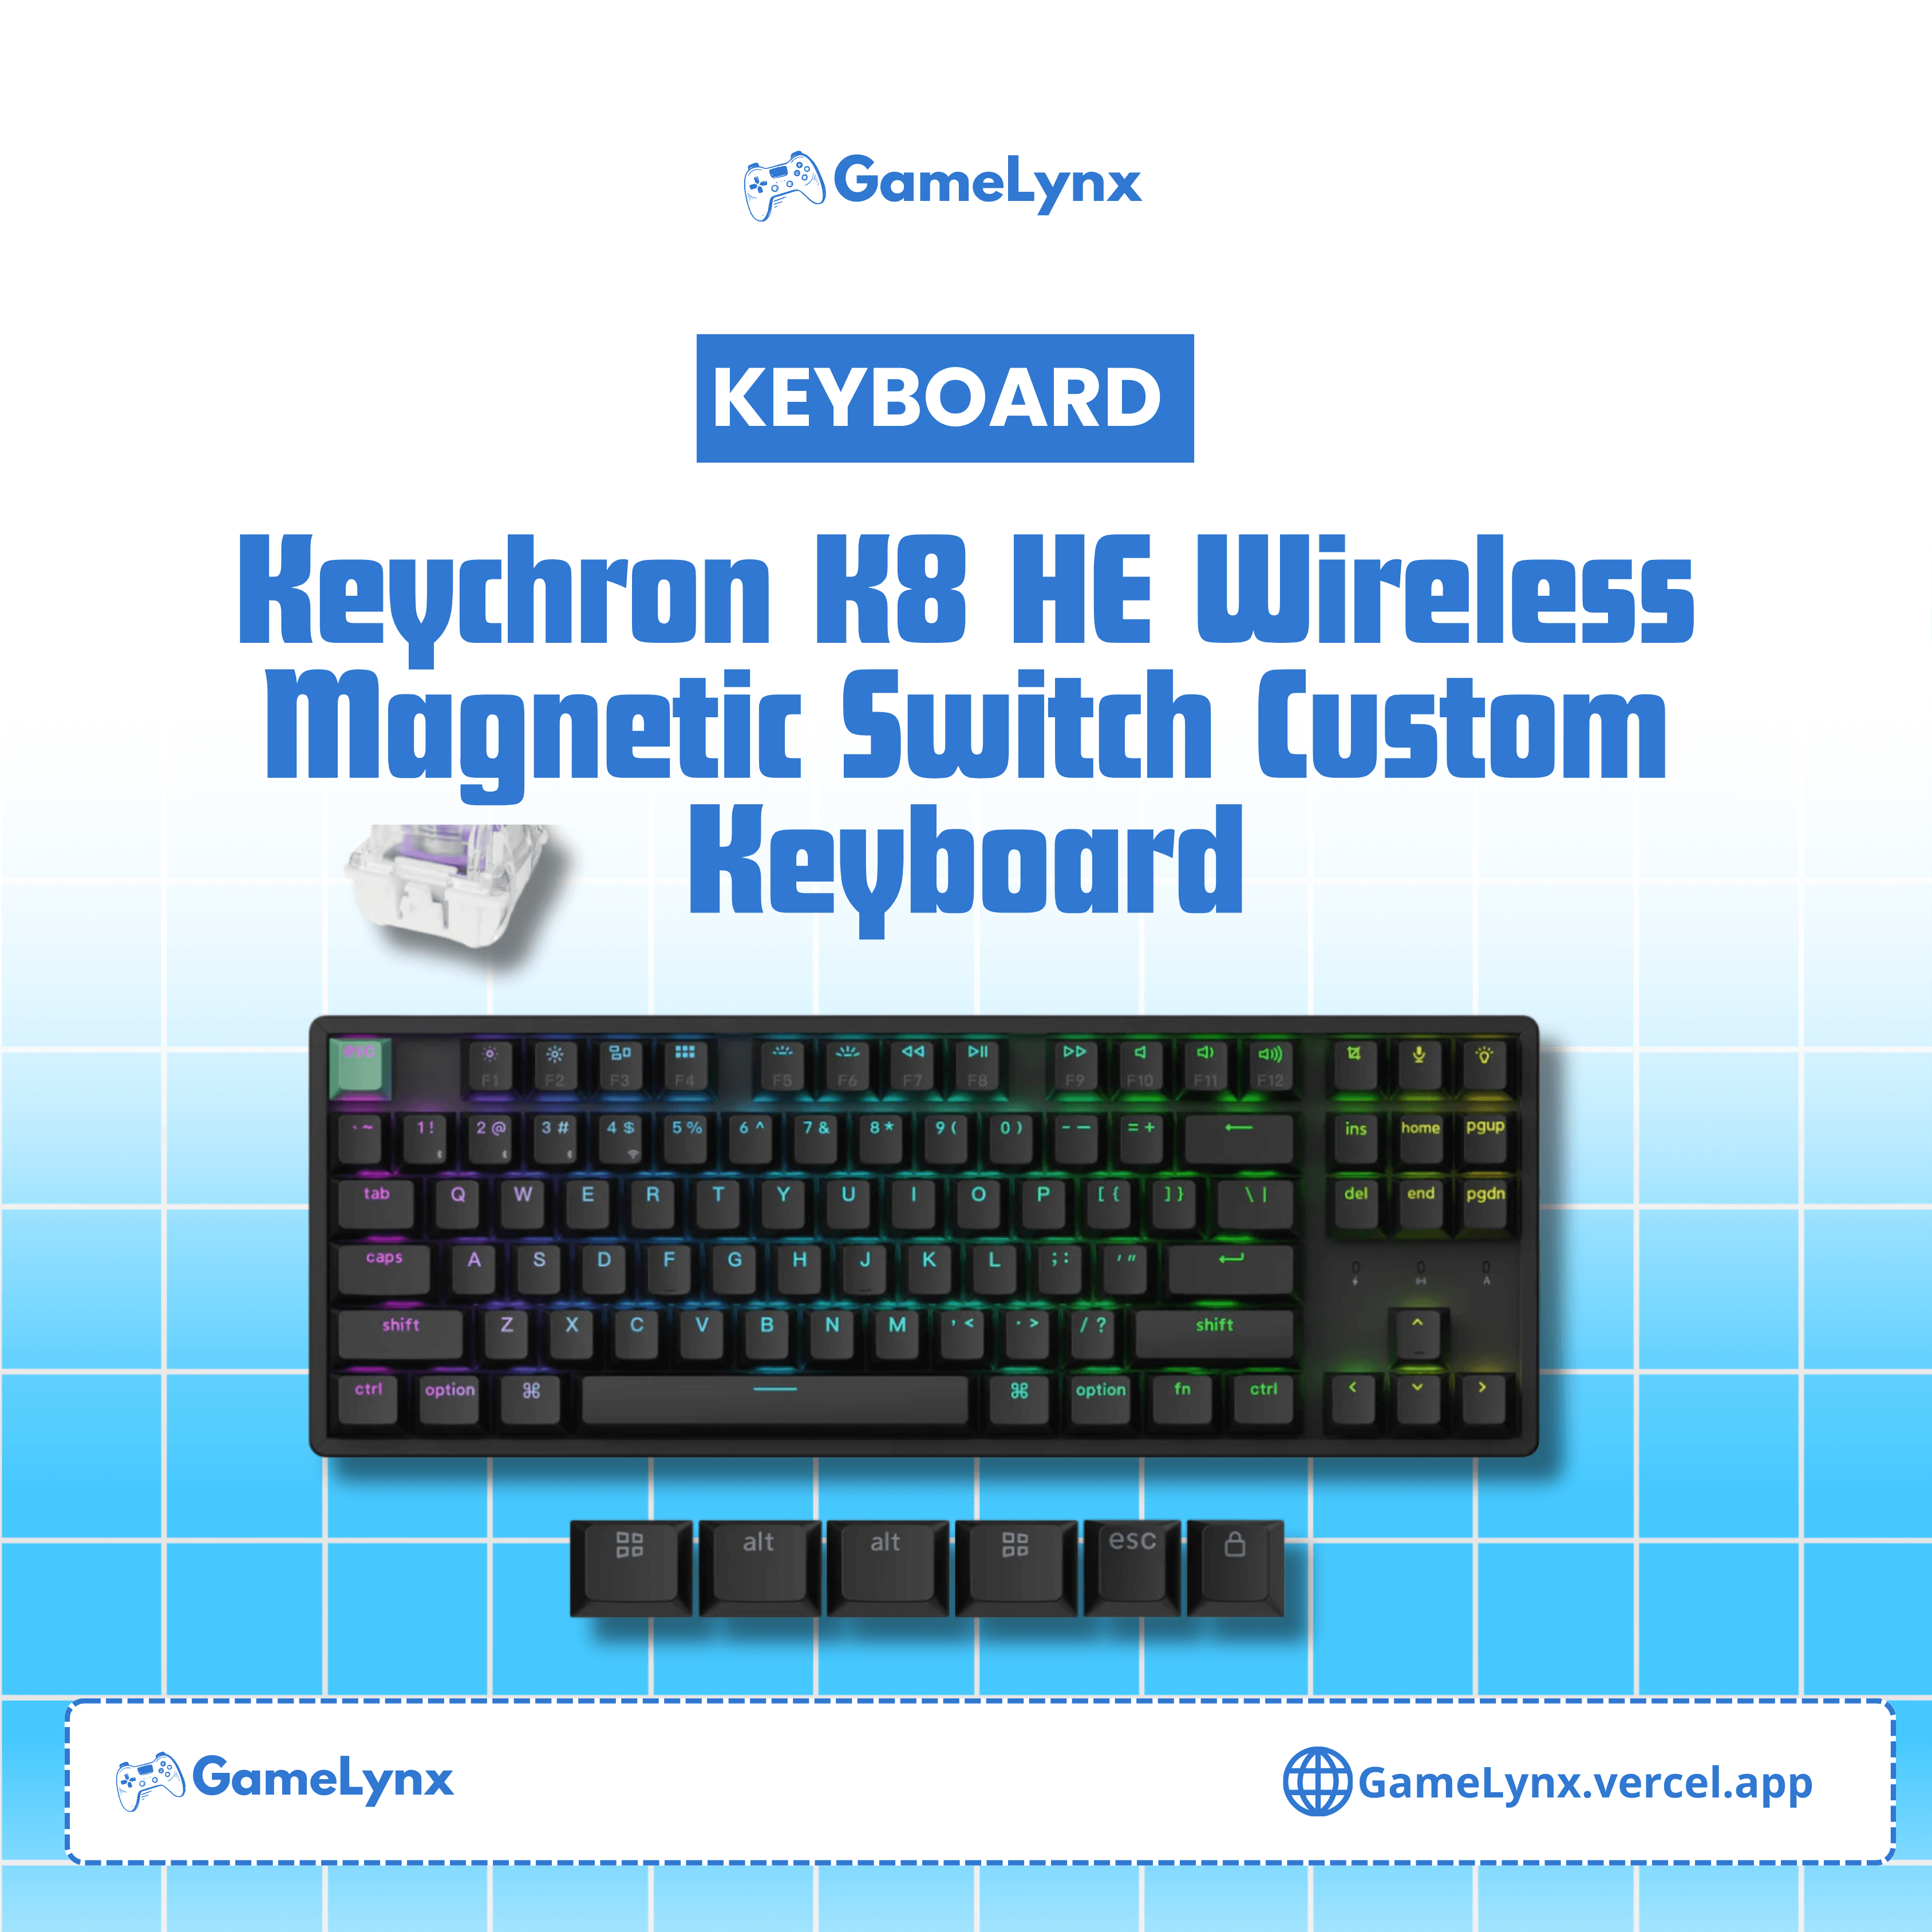 GameLynx
KEYBOARD
Keychron K8 HE Wireless
Magnetic Switch Custom
Keyboard
esc F1 F2 F3 F4 F5 F6 F7 F8 F9 F10 F11 F12
` ~ 1 ! 2 @ 3 # 4 $ 5 % 6 ^ 7 & 8 * 9 ( 0 ) - — = + ins home pgup
tab Q W E R T Y U I O P [ { ] } \ | del end pgdn
caps A S D F G H J K L ; : ' "
A
shift Z X C V B N M , < . > / ? shift
ctrl option ⌘ ⌘ option fn ctrl
alt alt esc
GameLynx
GameLynx.vercel.app